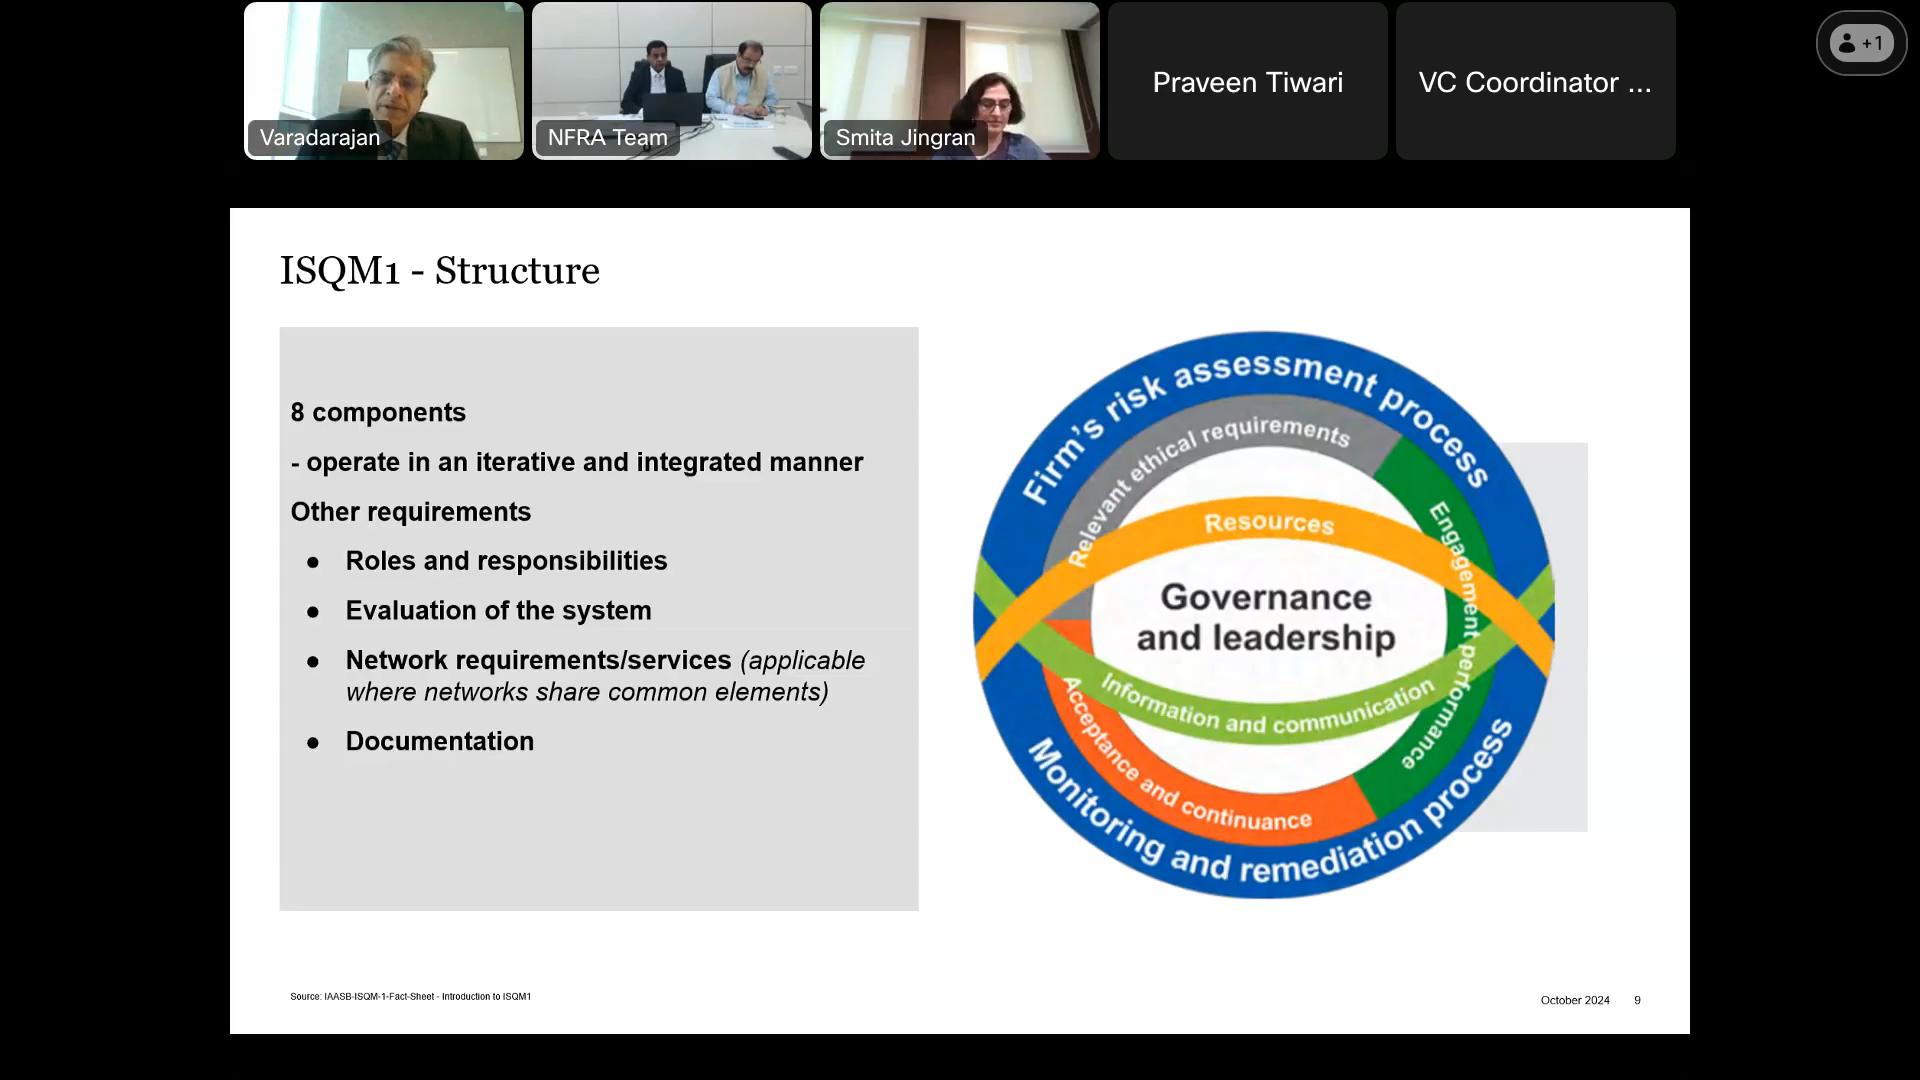 Varadarajan
NFRA Team
Smita Jingran
Praveen Tiwari
VC Coordinator ...
+1
ISQM1 - Structure
8 components
- operate in an iterative and integrated manner
Other requirements
● Roles and responsibilities
● Evaluation of the system
● Network requirements/services (applicable
where networks share common elements)
● Documentation
Firm's risk assessment process
Relevant ethical requirements
Engagement performance
Resources
Governance
and leadership
Information and communication
Acceptance and continuance
Monitoring and remediation process
Source: IAASB-ISQM-1-Fact-Sheet - Introduction to ISQM1
October 2024 9